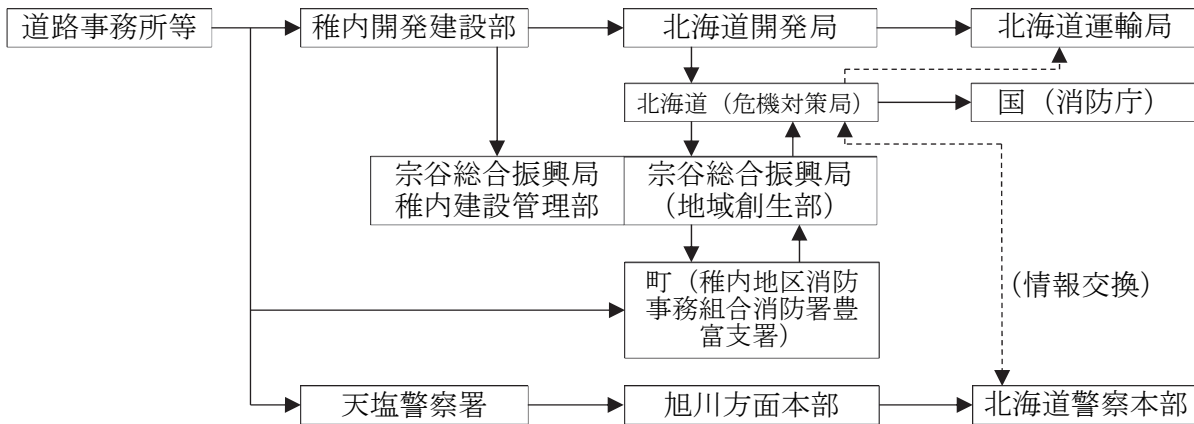 道路事務所等
稚内開発建設部
北海道開発局
北海道運輸局
北海道（危機対策局）
国（消防庁）
宗谷総合振興局
稚内建設管理部
宗谷総合振興局
（地域創生部）
町（稚内地区消防
事務組合消防署豊
富支署）
（情報交換）
天塩警察署
旭川方面本部
北海道警察本部